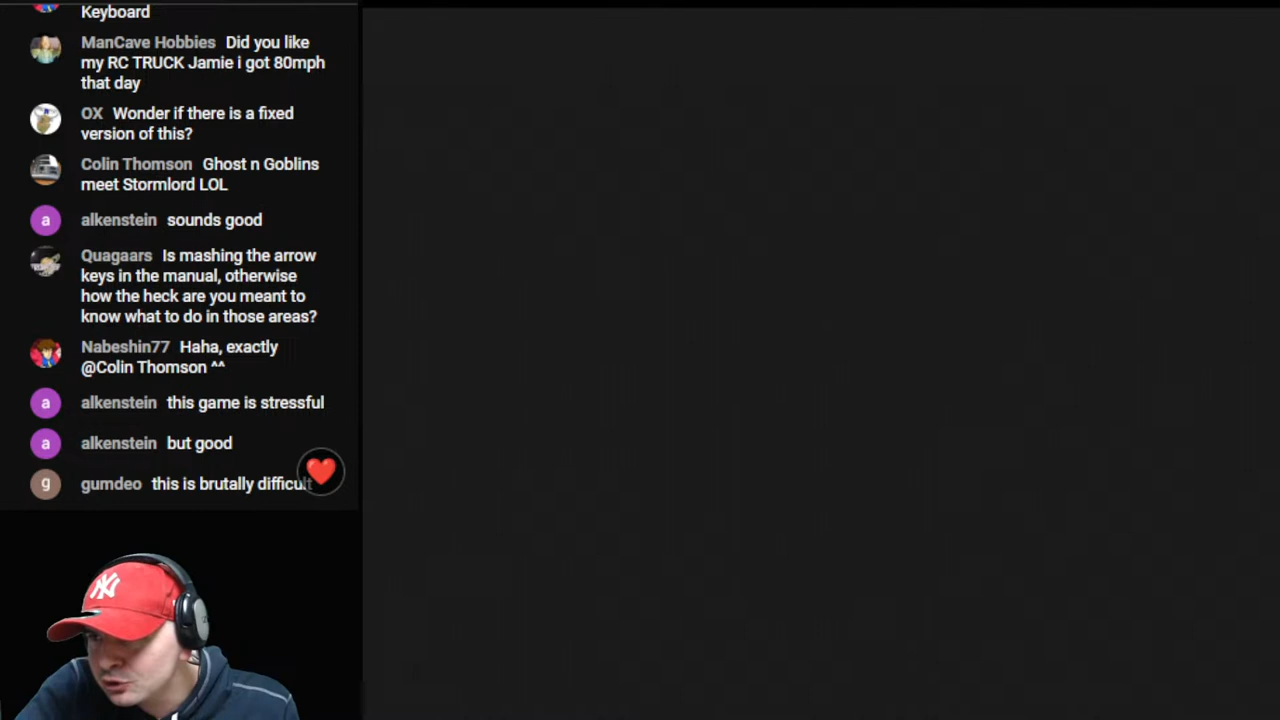 Keyboard
ManCave Hobbies Did you like
my RC TRUCK Jamie i got 80mph
that day
OX Wonder if there is a fixed
version of this?
Colin Thomson Ghost n Goblins
meet Stormlord LOL
a alkenstein sounds good
Quagaars Is mashing the arrow
keys in the manual, otherwise
how the heck are you meant to
know what to do in those areas?
Nabeshin77 Haha, exactly
@Colin Thomson ^^
a alkenstein this game is stressful
a alkenstein but good
g gumdeo this is brutally difficult
NY